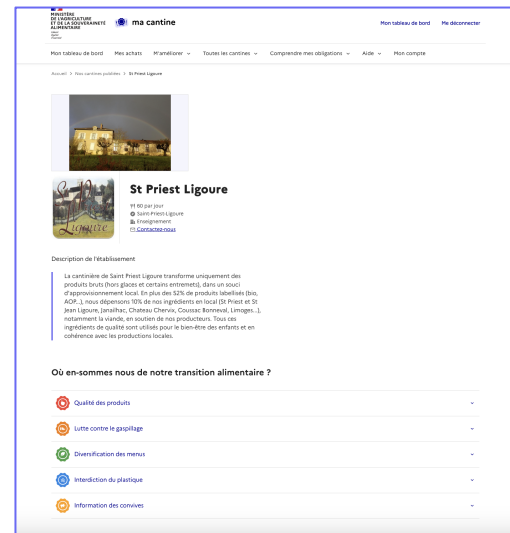 MINISTÈRE
DE L'AGRICULTURE
ET DE LA SOUVERAINETÉ
ALIMENTAIRE
ma cantine
Mon tableau de bord
Me déconnecter
Mon tableau de bord
Mes achats
M'améliorer
Toutes les cantines
Comprendre mes obligations
Aide
Mon compte
Accueil > Nos cantines publiées > St Priest Ligoure
St Priest
Ligoure
St Priest Ligoure
60 par jour
Saint-Priest-Ligoure
Enseignement
Contactez-nous
Description de l'établissement
La cantinière de Saint Priest Ligoure transforme uniquement des
produits bruts (hors glaces et certains entremets), dans un souci
d'approvisionnement local. En plus des 52% de produits labellisés (bio,
AOP..), nous dépensons 10% de nos ingrédients en local (St Priest et St
Jean Ligoure, Janailhac, Chateau Chervix, Coussac Bonneval, Limoges...),
notamment la viande, en soutien de nos producteurs. Tous ces
ingrédients de qualité sont utilisés pour le bien-être des enfants et en
cohérence avec les productions locales.
Où en-sommes nous de notre transition alimentaire ?
Qualité des produits
Lutte contre le gaspillage
Diversification des menus
Interdiction du plastique
Information des convives